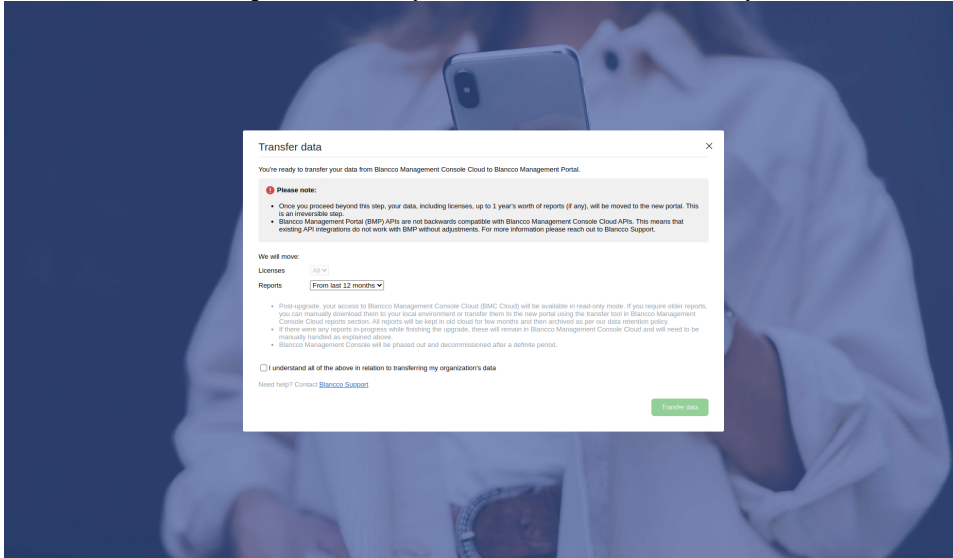 Transfer data
You're ready to transfer your data from Blancco Management Console Cloud to Blancco Management Portal.
Please note:
• Once you proceed beyond this step, your data, including licenses, up to 1 year's worth of reports (if any), will be moved to the new portal. This
is an irreversible step.
• Blancco Management Portal (BMP) APIs are not backwards compatible with Blancco Management Console Cloud APIs. This means that
existing API integrations do not work with BMP without adjustments. For more information please reach out to Blancco Support.
We will move:
Licenses All
Reports From last 12 months
• Post-upgrade, your access to Blancco Management Console Cloud (BMC Cloud) will be available in read-only mode. If you require older reports,
you can manually download them to your local environment or transfer them to the new portal using the transfer tool in Blancco Management
Console Cloud reports section. All reports will be kept in old cloud for few months and then archived as per our data retention policy.
• If there were any reports in-progress while finishing the upgrade, these will remain in Blancco Management Console Cloud and will need to be
manually handled as explained above.
• Blancco Management Console will be phased out and decommissioned after a definite period.
I understand all of the above in relation to transferring my organization's data
Need help? Contact Blancco Support
Transfer data